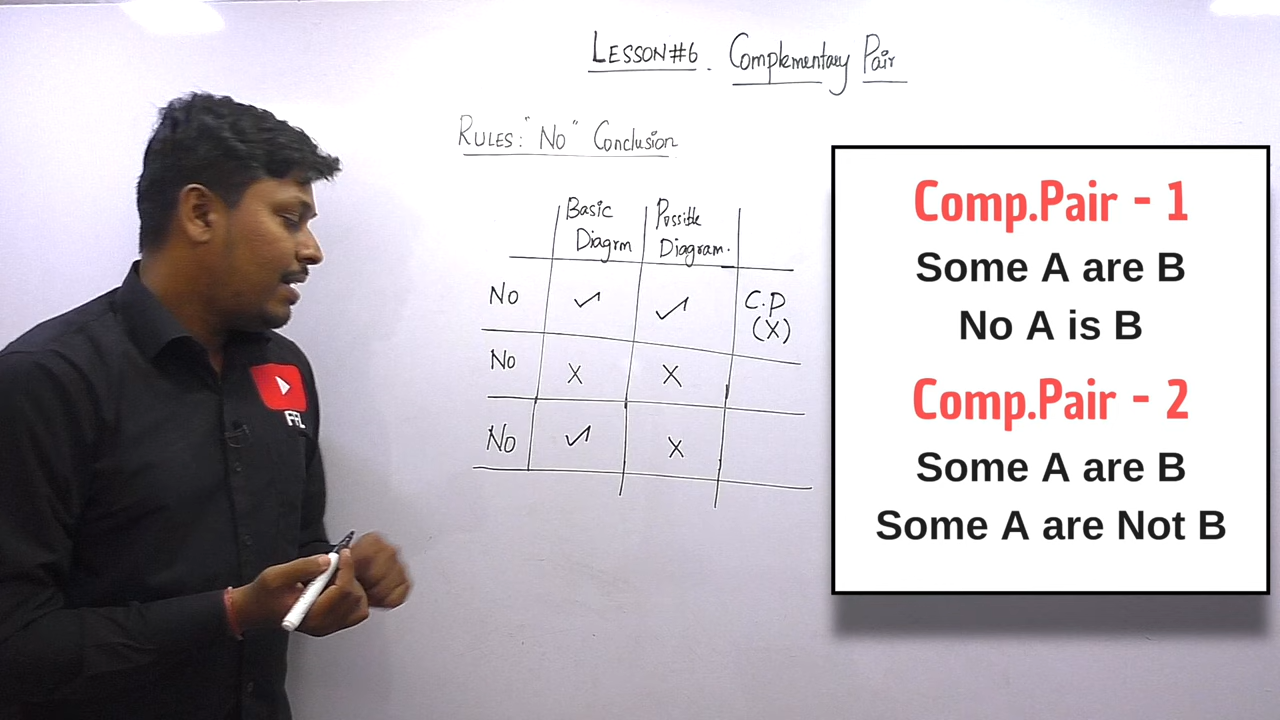 LESSON#6. Complementary Pair
RULES: "No" Conclusion
Basic Diagrm
Possible Diagram.
No ✓ ✓ C.P (X)
No X X
No ✓ X
FFL
Comp.Pair - 1
Some A are B
No A is B
Comp.Pair - 2
Some A are B
Some A are Not B